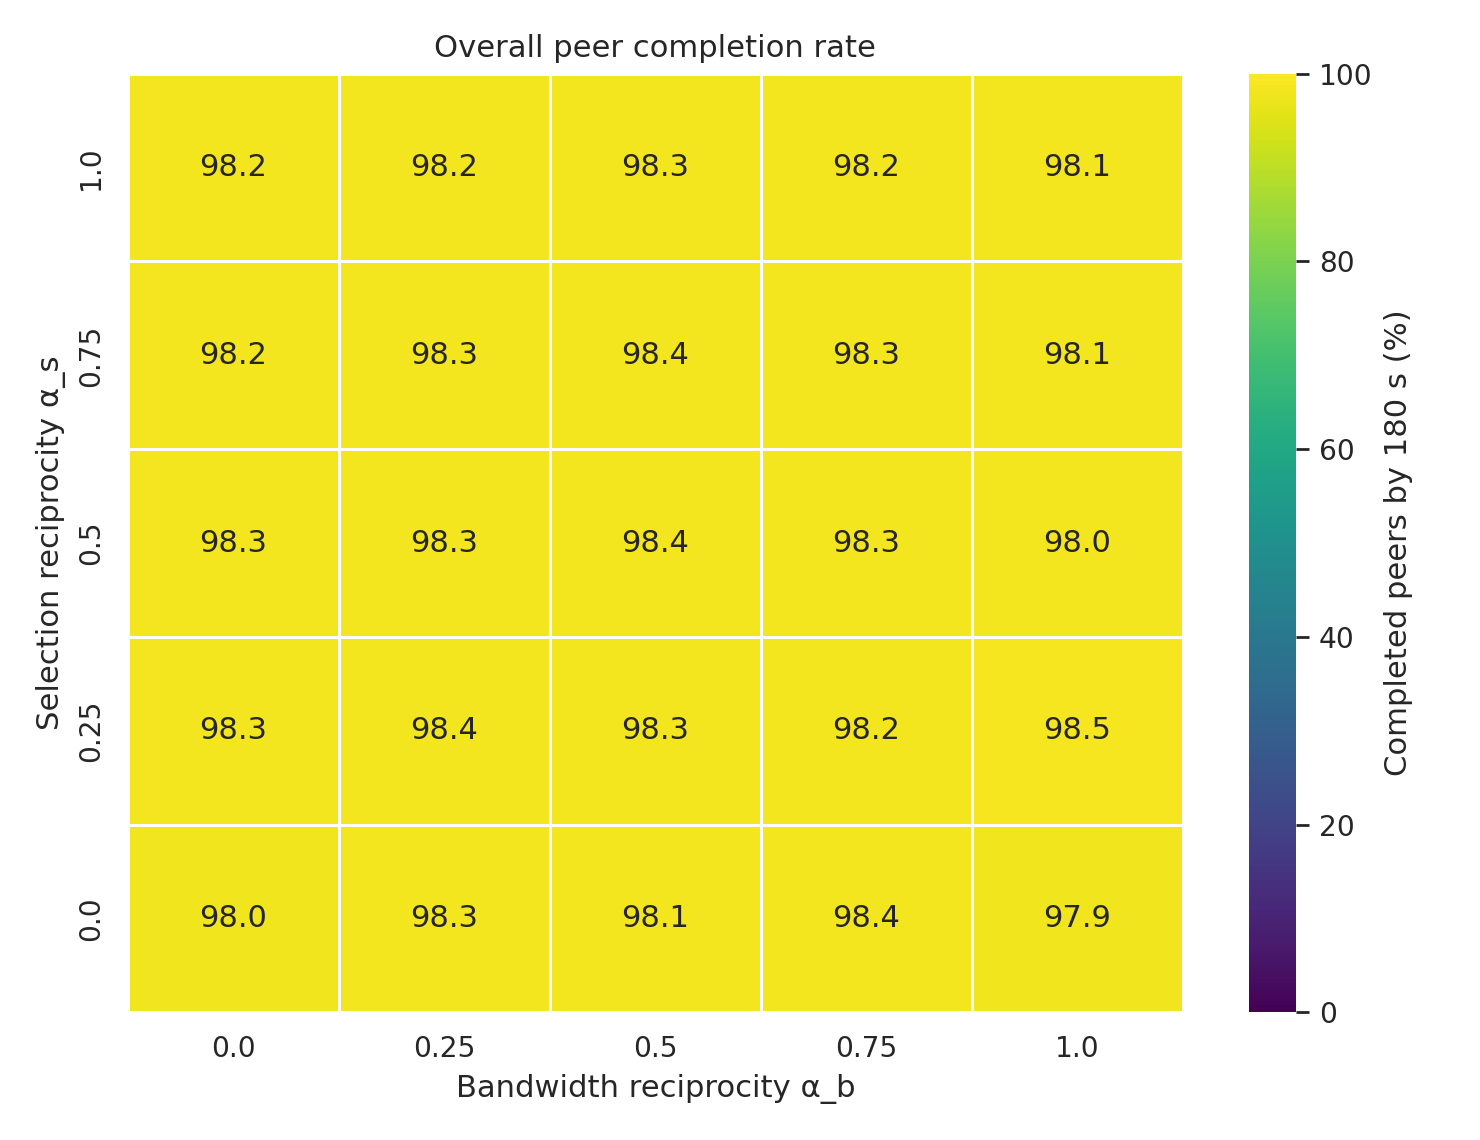 Overall peer completion rate
Selection reciprocity α_s
1.0 98.2 98.2 98.3 98.2 98.1
0.75 98.2 98.3 98.4 98.3 98.1
0.5 98.3 98.3 98.4 98.3 98.0
0.25 98.3 98.4 98.3 98.2 98.5
0.0 98.0 98.3 98.1 98.4 97.9
0.0 0.25 0.5 0.75 1.0
Bandwidth reciprocity α_b
100
80
60
40
20
0
Completed peers by 180 s (%)